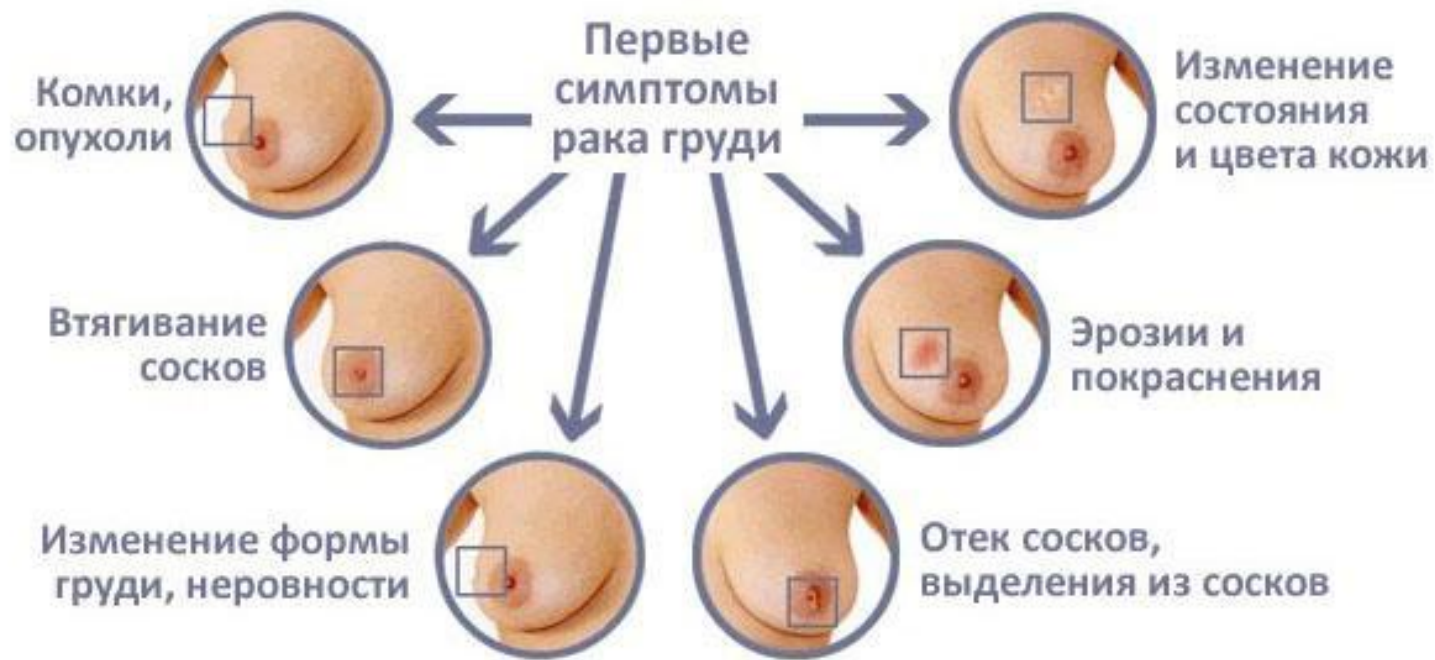 Первые
симптомы
рака груди
Комки,
опухоли
Изменение
состояния
и цвета кожи
Втягивание
сосков
Эрозии и
покраснения
Изменение формы
груди, неровности
Отек сосков,
выделения из сосков